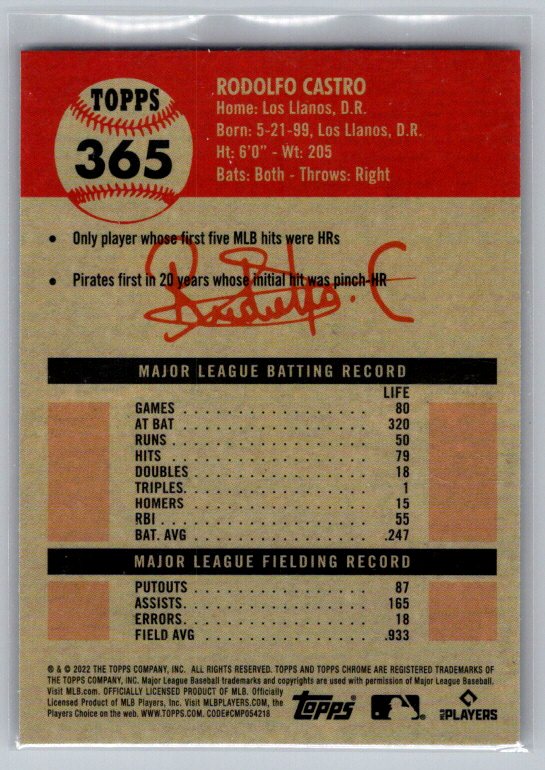 TOPPS
365
RODOLFO CASTRO
Home: Los Llanos, D.R.
Born: 5-21-99, Los Llanos, D.R.
Ht: 6'0" - Wt: 205
Bats: Both - Throws: Right
• Only player whose first five MLB hits were HRs
• Pirates first in 20 years whose initial hit was pinch-HR
Rodolfo. C
MAJOR LEAGUE BATTING RECORD
LIFE
GAMES . . . . . . . . . . . . . . . . . . . 80
AT BAT . . . . . . . . . . . . . . . . . . . 320
RUNS . . . . . . . . . . . . . . . . . . . 50
HITS . . . . . . . . . . . . . . . . . . . 79
DOUBLES . . . . . . . . . . . . . . . . . . 18
TRIPLES. . . . . . . . . . . . . . . . . . . 1
HOMERS . . . . . . . . . . . . . . . . . . 15
RBI . . . . . . . . . . . . . . . . . . . 55
BAT. AVG . . . . . . . . . . . . . . . . . . .247
MAJOR LEAGUE FIELDING RECORD
PUTOUTS . . . . . . . . . . . . . . . . . . 87
ASSISTS. . . . . . . . . . . . . . . . . . . 165
ERRORS. . . . . . . . . . . . . . . . . . . 18
FIELD AVG . . . . . . . . . . . . . . . . . . .933
® & © 2022 THE TOPPS COMPANY, INC. ALL RIGHTS RESERVED. TOPPS AND TOPPS CHROME ARE REGISTERED TRADEMARKS OF
THE TOPPS COMPANY, INC. Major League Baseball trademarks and copyrights are used with permission of Major League Baseball.
Visit MLB.com. OFFICIALLY LICENSED PRODUCT OF MLB. Officially
Licensed Product of MLB Players, Inc. Visit MLBPLAYERS.com, the
Players Choice on the web. WWW.TOPPS.COM. CODE#CMP054218
Topps
MLB PLAYERS